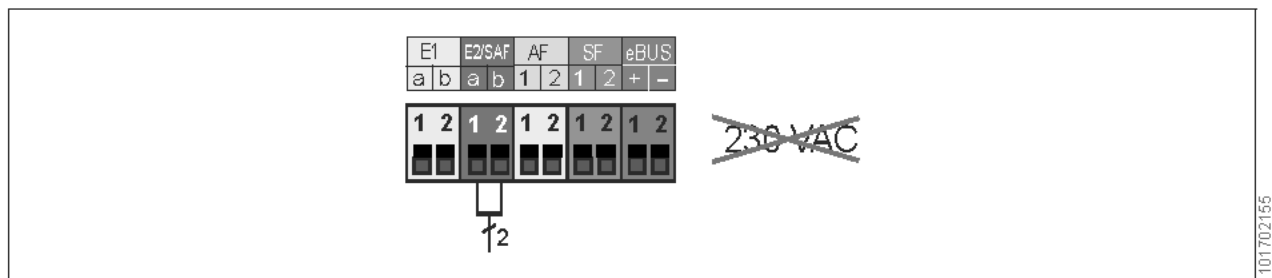 E1 E2/SAF AF SF eBUS
a b a b 1 2 1 2 + –
1 2 1 2 1 2 1 2 1 2
230 VAC
2
101702155